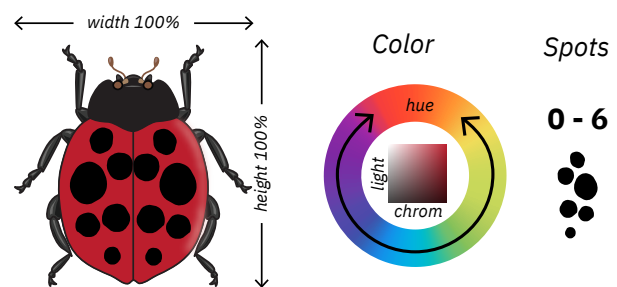 width 100%
height 100%
Color
hue
light
chrom
Spots
0 - 6